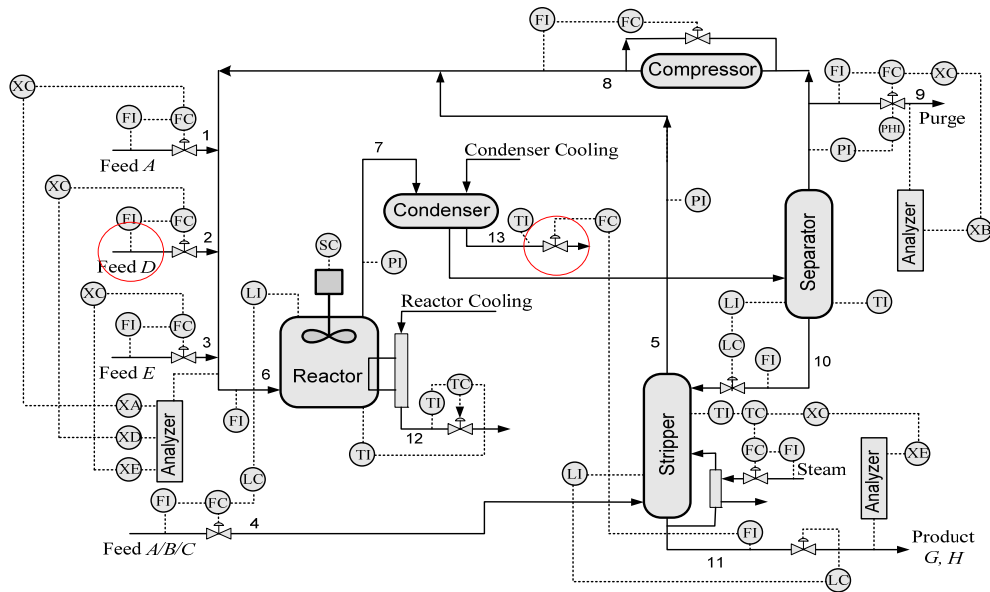 FI
FC
8
Compressor
FI
FC
XC
9
Purge
PHL
PI
XC
FI
FC
1
Feed A
7
Condenser Cooling
XC
FI
FC
2
Feed D
Condenser
TI
FC
13
PI
Separator
Analyzer
XB
SC
PI
XC
FI
FC
3
Feed E
LI
Reactor Cooling
LI
TI
Reactor
6
5
LC
FI
10
FI
TC
TI
12
TI
XA
XD
XE
Analyzer
Stripper
TI
TC
XC
FC
FI
Steam
XE
Analyzer
LC
LI
FI
FC
4
Feed A/B/C
FI
11
LC
Product
G, H